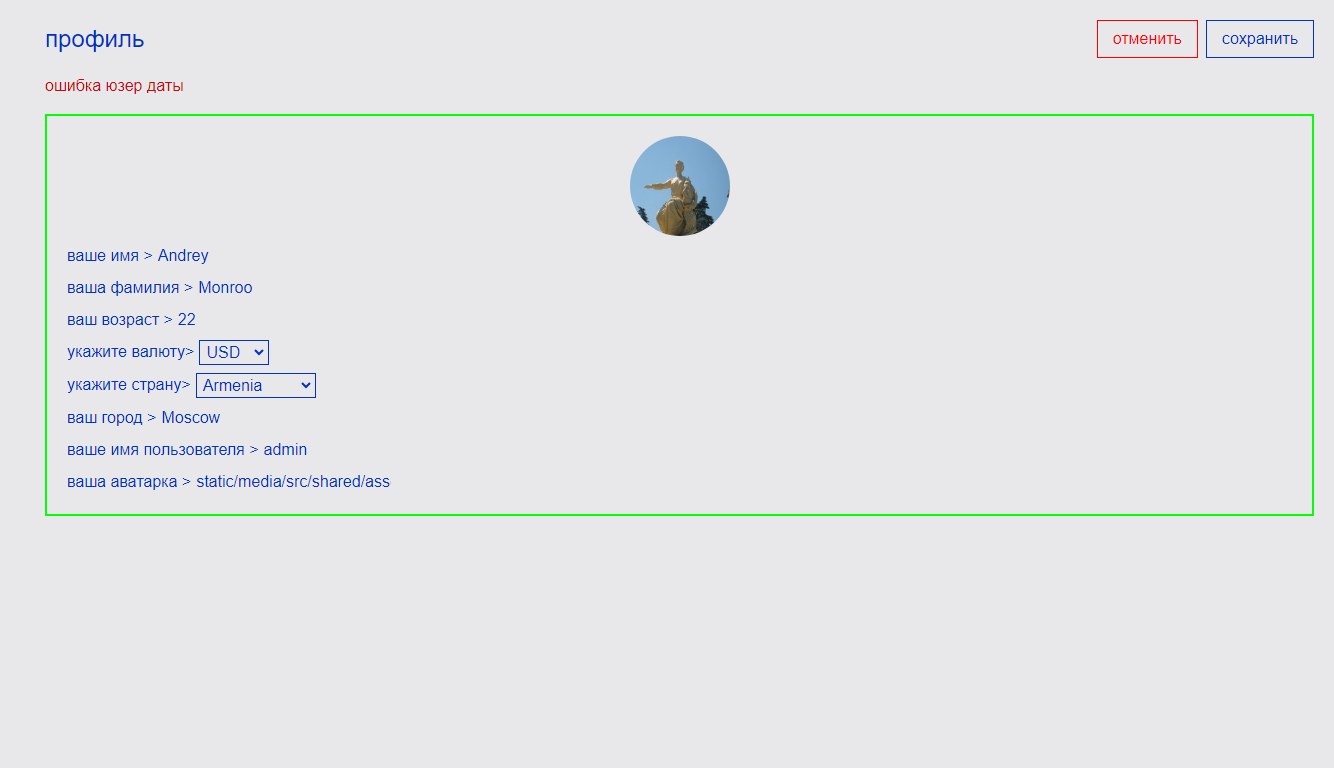 профиль
отменить
сохранить
ошибка юзер даты
ваше имя > Andrey
ваша фамилия > Monroo
ваш возраст > 22
укажите валюту> USD
укажите страну> Armenia
ваш город > Moscow
ваше имя пользователя > admin
ваша аватарка > static/media/src/shared/ass